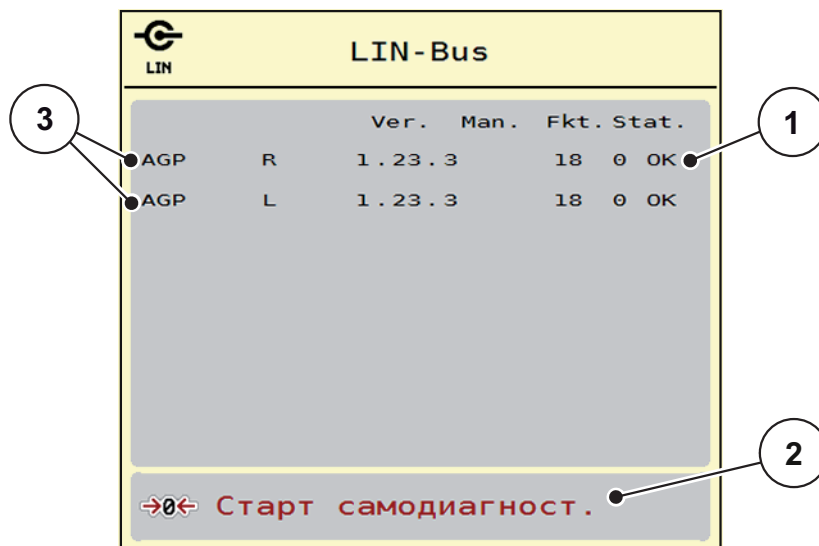 LIN
LIN-Bus
Ver. Man. Fkt. Stat.
AGP R 1.23.3 18 0 OK
AGP L 1.23.3 18 0 OK
→0← Старт самодиагност.
3
1
2